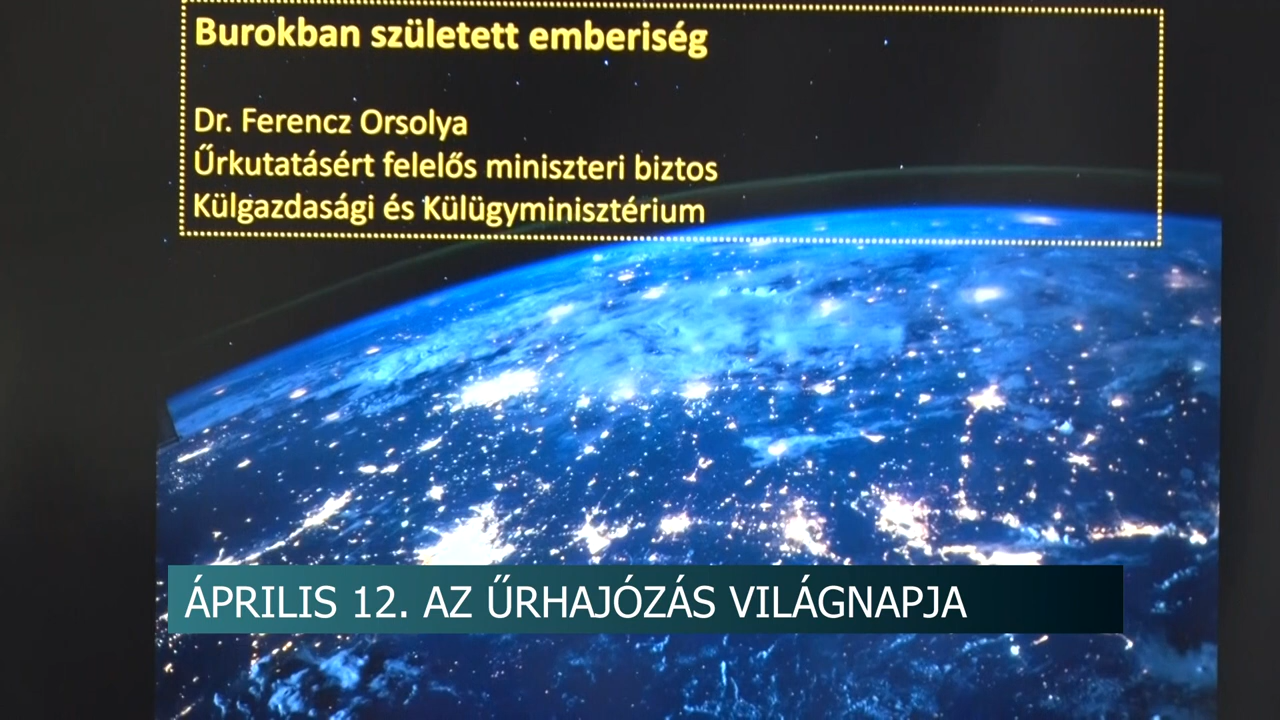 Burokban született emberiség
Dr. Ferencz Orsolya
Űrkutatásért felelős miniszteri biztos
Külgazdasági és Külügyminisztérium
ÁPRILIS 12. AZ ŰRHAJÓZÁS VILÁGNAPJA